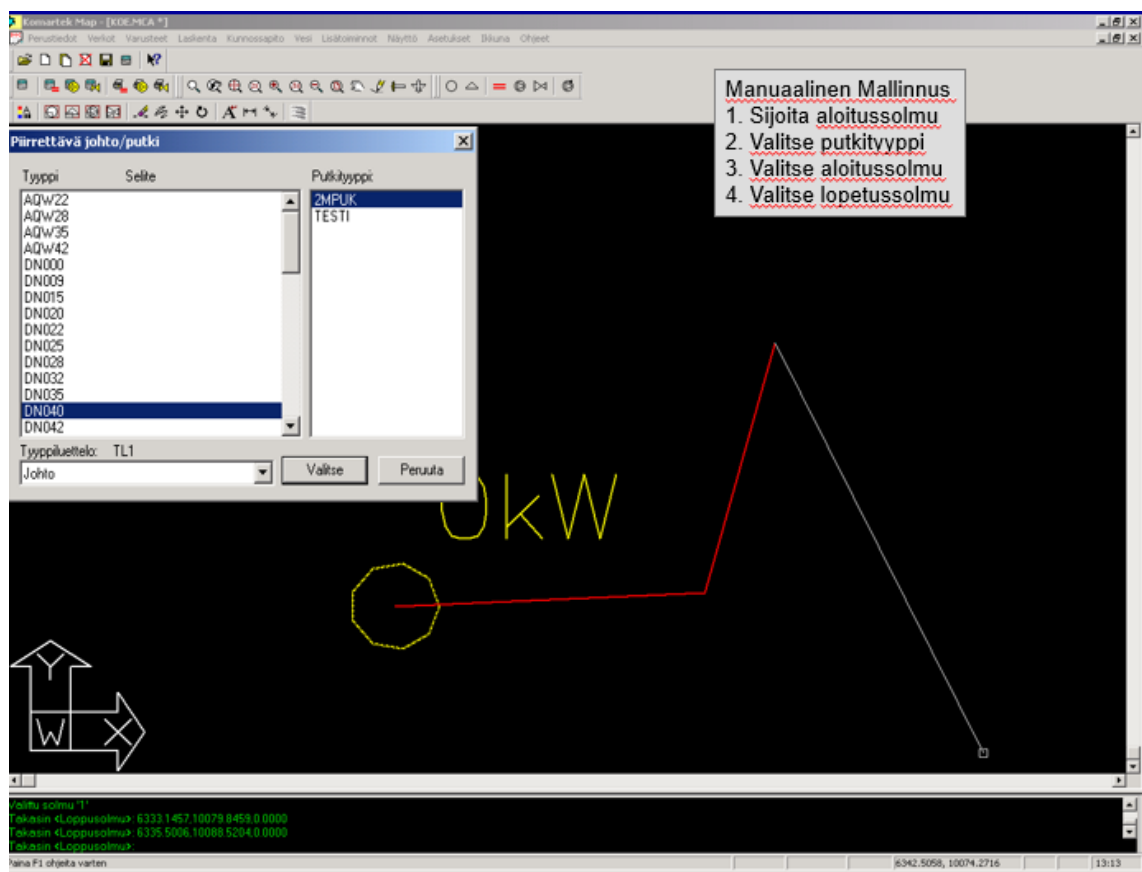 Komartek Map - [KOE.MCA *]
Perustiedot Verkot Varusteet Laskenta Kunnossapito Vesi Lisätoiminnot Näyttö Asetukset Ikkuna Ohjeet
Manuaalinen Mallinnus
1. Sijoita aloitussolmu
2. Valitse putkityyppi
3. Valitse aloitussolmu
4. Valitse lopetussolmu
Piirrettävä johto/putki
Tyyppi Selite Putkityyppi:
AQW22
AQW28
AQW35
AQW42
DN000
DN009
DN015
DN020
DN022
DN025
DN028
DN032
DN035
DN040
DN042
2MPUK
TESTI
Tyyppiluettelo: TL1
Johto
Valitse Peruuta
0kW
Y
W X
Valittu solmu '1'
Takasin <Loppusolmu>: 6333.1457,10079.8459,0.0000
Takasin <Loppusolmu>: 6335.5006,10088.5204,0.0000
Takasin <Loppusolmu>:
Paina F1 ohjeita varten
6342.5058, 10074.2716
13:13